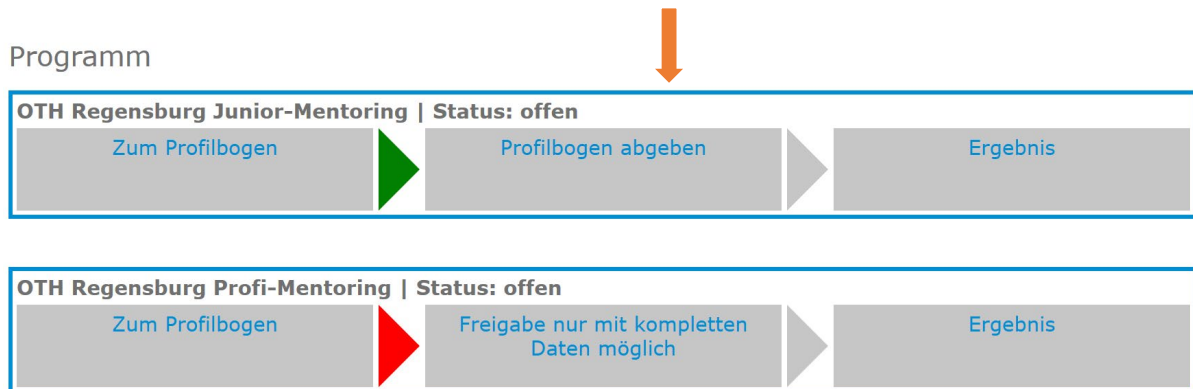 Programm
OTH Regensburg Junior-Mentoring | Status: offen
Zum Profilbogen
Profilbogen abgeben
Ergebnis
OTH Regensburg Profi-Mentoring | Status: offen
Zum Profilbogen
Freigabe nur mit kompletten
Daten möglich
Ergebnis